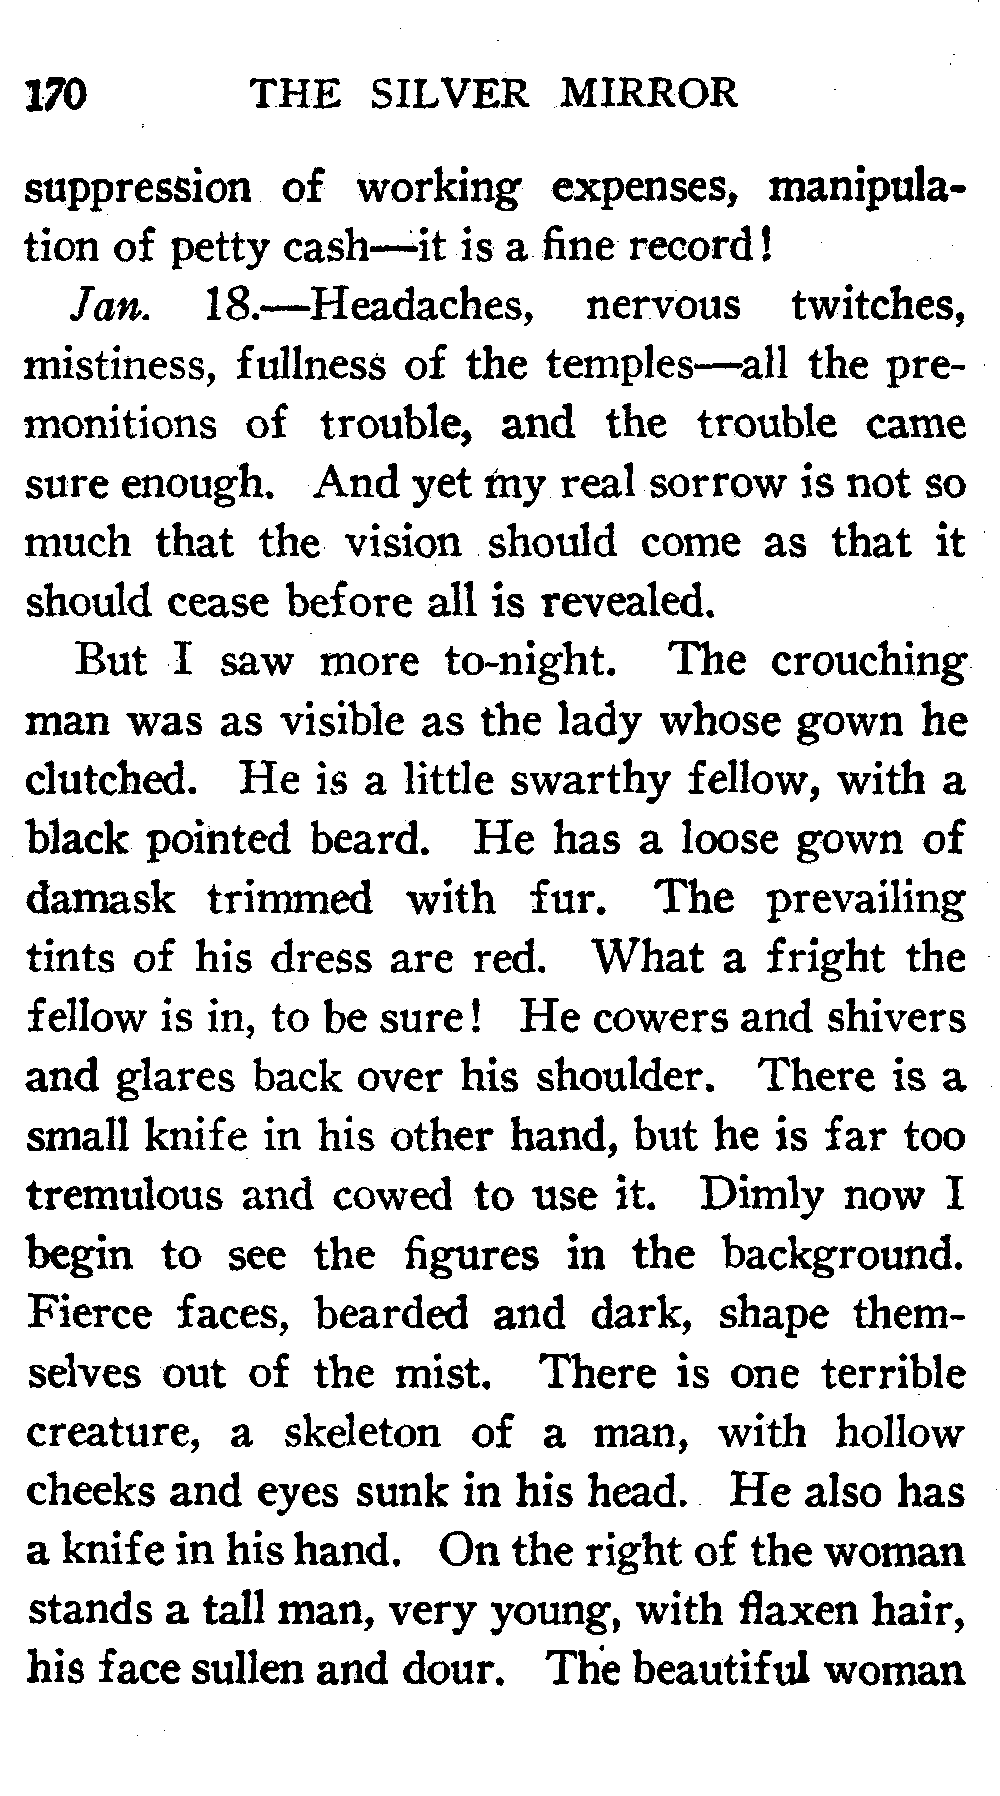 170 THE SILVER MIRROR
suppression of working expenses, manipula-
tion of petty cash—it is a fine record!
Jan. 18.—Headaches, nervous twitches,
mistiness, fullness of the temples—all the pre-
monitions of trouble, and the trouble came
sure enough. And yet my real sorrow is not so
much that the vision should come as that it
should cease before all is revealed.
But I saw more to-night. The crouching
man was as visible as the lady whose gown he
clutched. He is a little swarthy fellow, with a
black pointed beard. He has a loose gown of
damask trimmed with fur. The prevailing
tints of his dress are red. What a fright the
fellow is in, to be sure! He cowers and shivers
and glares back over his shoulder. There is a
small knife in his other hand, but he is far too
tremulous and cowed to use it. Dimly now I
begin to see the figures in the background.
Fierce faces, bearded and dark, shape them-
selves out of the mist. There is one terrible
creature, a skeleton of a man, with hollow
cheeks and eyes sunk in his head. He also has
a knife in his hand. On the right of the woman
stands a tall man, very young, with flaxen hair,
his face sullen and dour. The beautiful woman